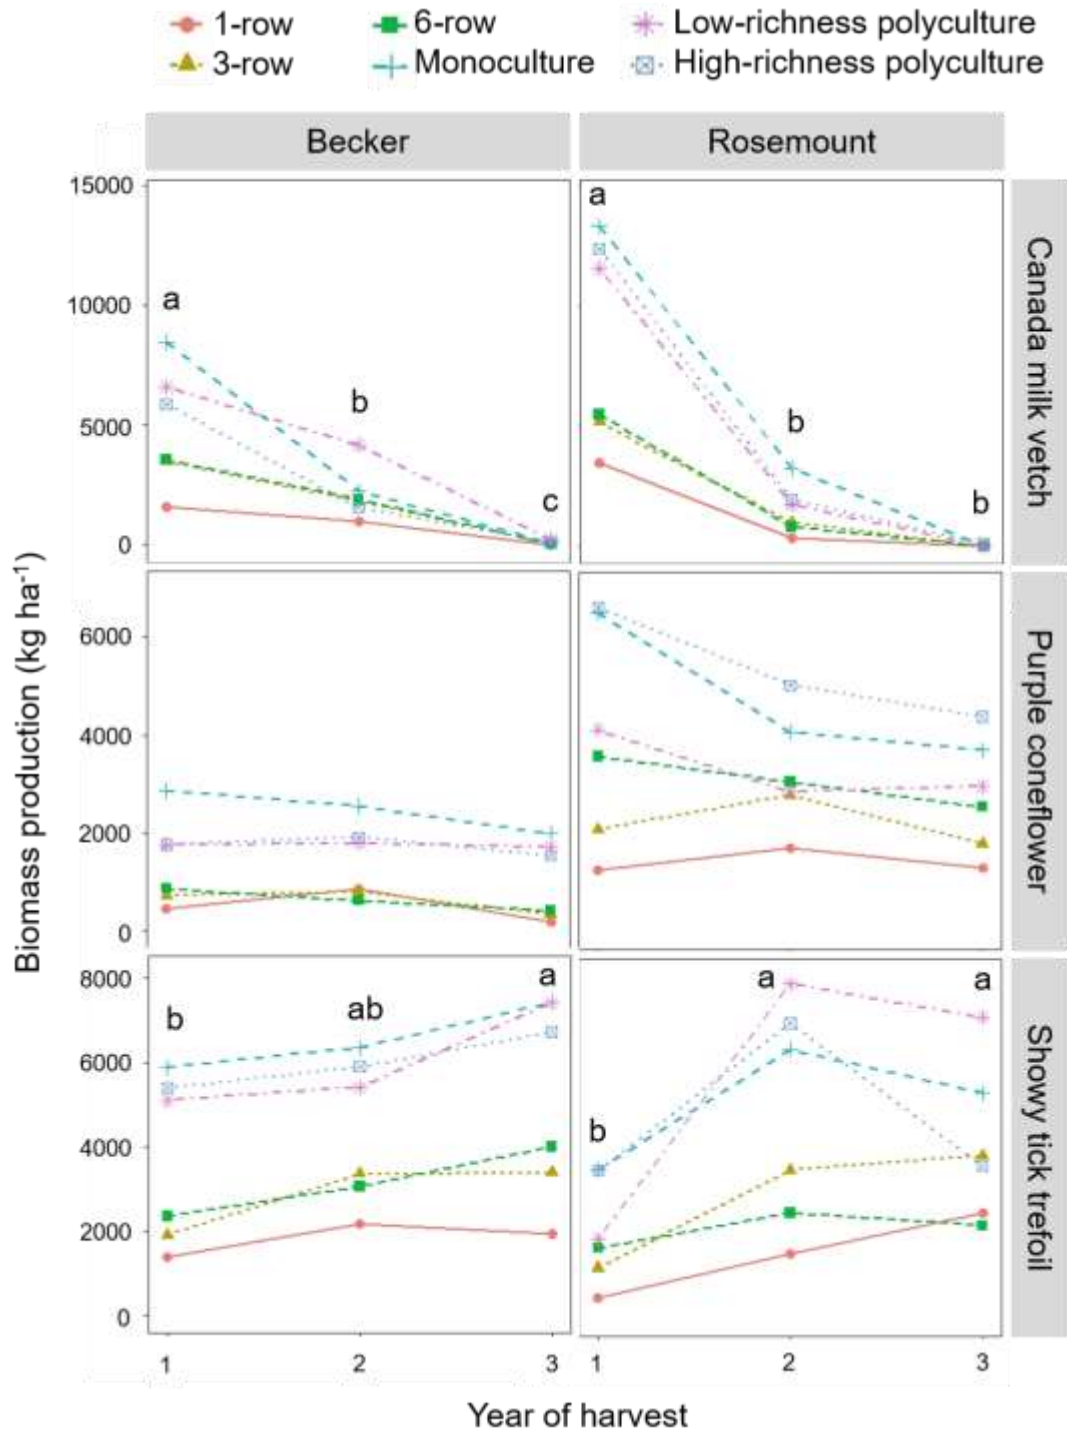 1-row 6-row Low-richness polyculture
3-row Monoculture High-richness polyculture
Becker Rosemount
15000
10000
5000
0
a
b
c
a
b
b
Canada milk vetch
6000
4000
2000
0
Purple coneflower
8000
6000
4000
2000
0
b
ab
a
b
a
a
Showy tick trefoil
Biomass production (kg ha⁻¹)
1 2 3 1 2 3
Year of harvest